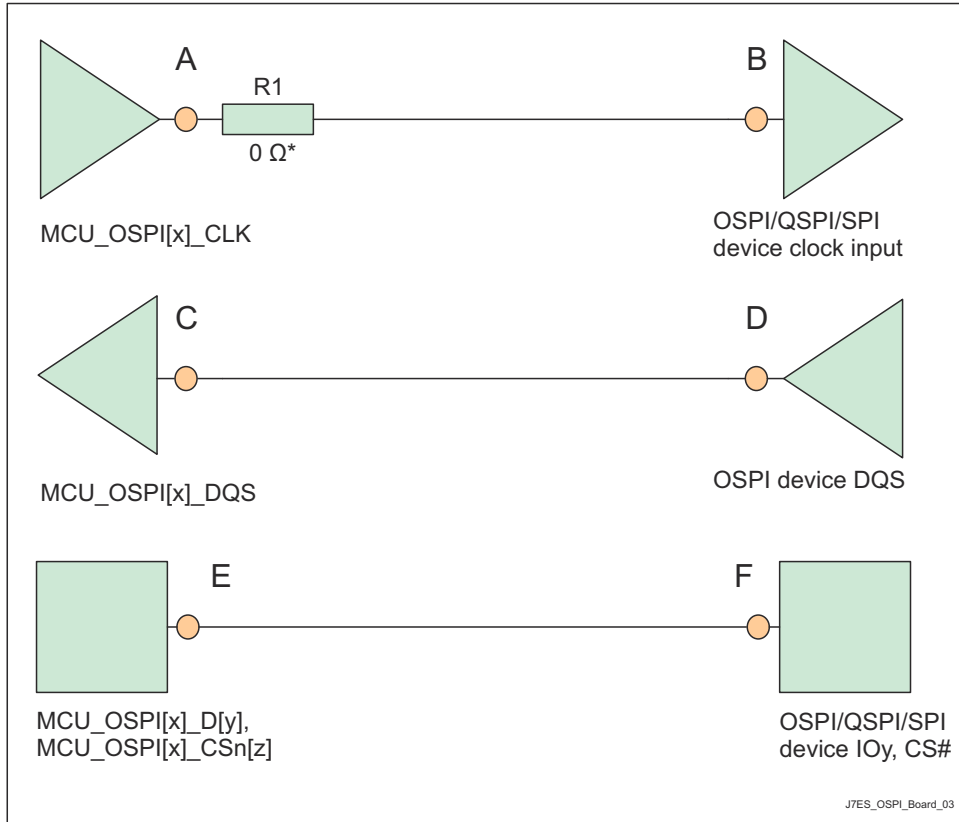 A
B
R1
0 Ω*
MCU_OSPI[x]_CLK
OSPI/QSPI/SPI
device clock input
C
D
MCU_OSPI[x]_DQS
OSPI device DQS
E
F
MCU_OSPI[x]_D[y],
MCU_OSPI[x]_CSn[z]
OSPI/QSPI/SPI
device IOy, CS#
J7ES_OSPI_Board_03